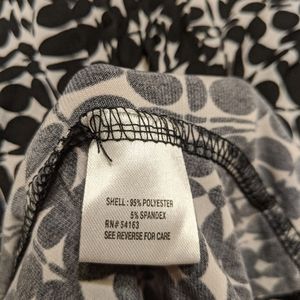 SHELL: 95% POLYESTER
5% SPANDEX
RN# 54163
SEE REVERSE FOR CARE